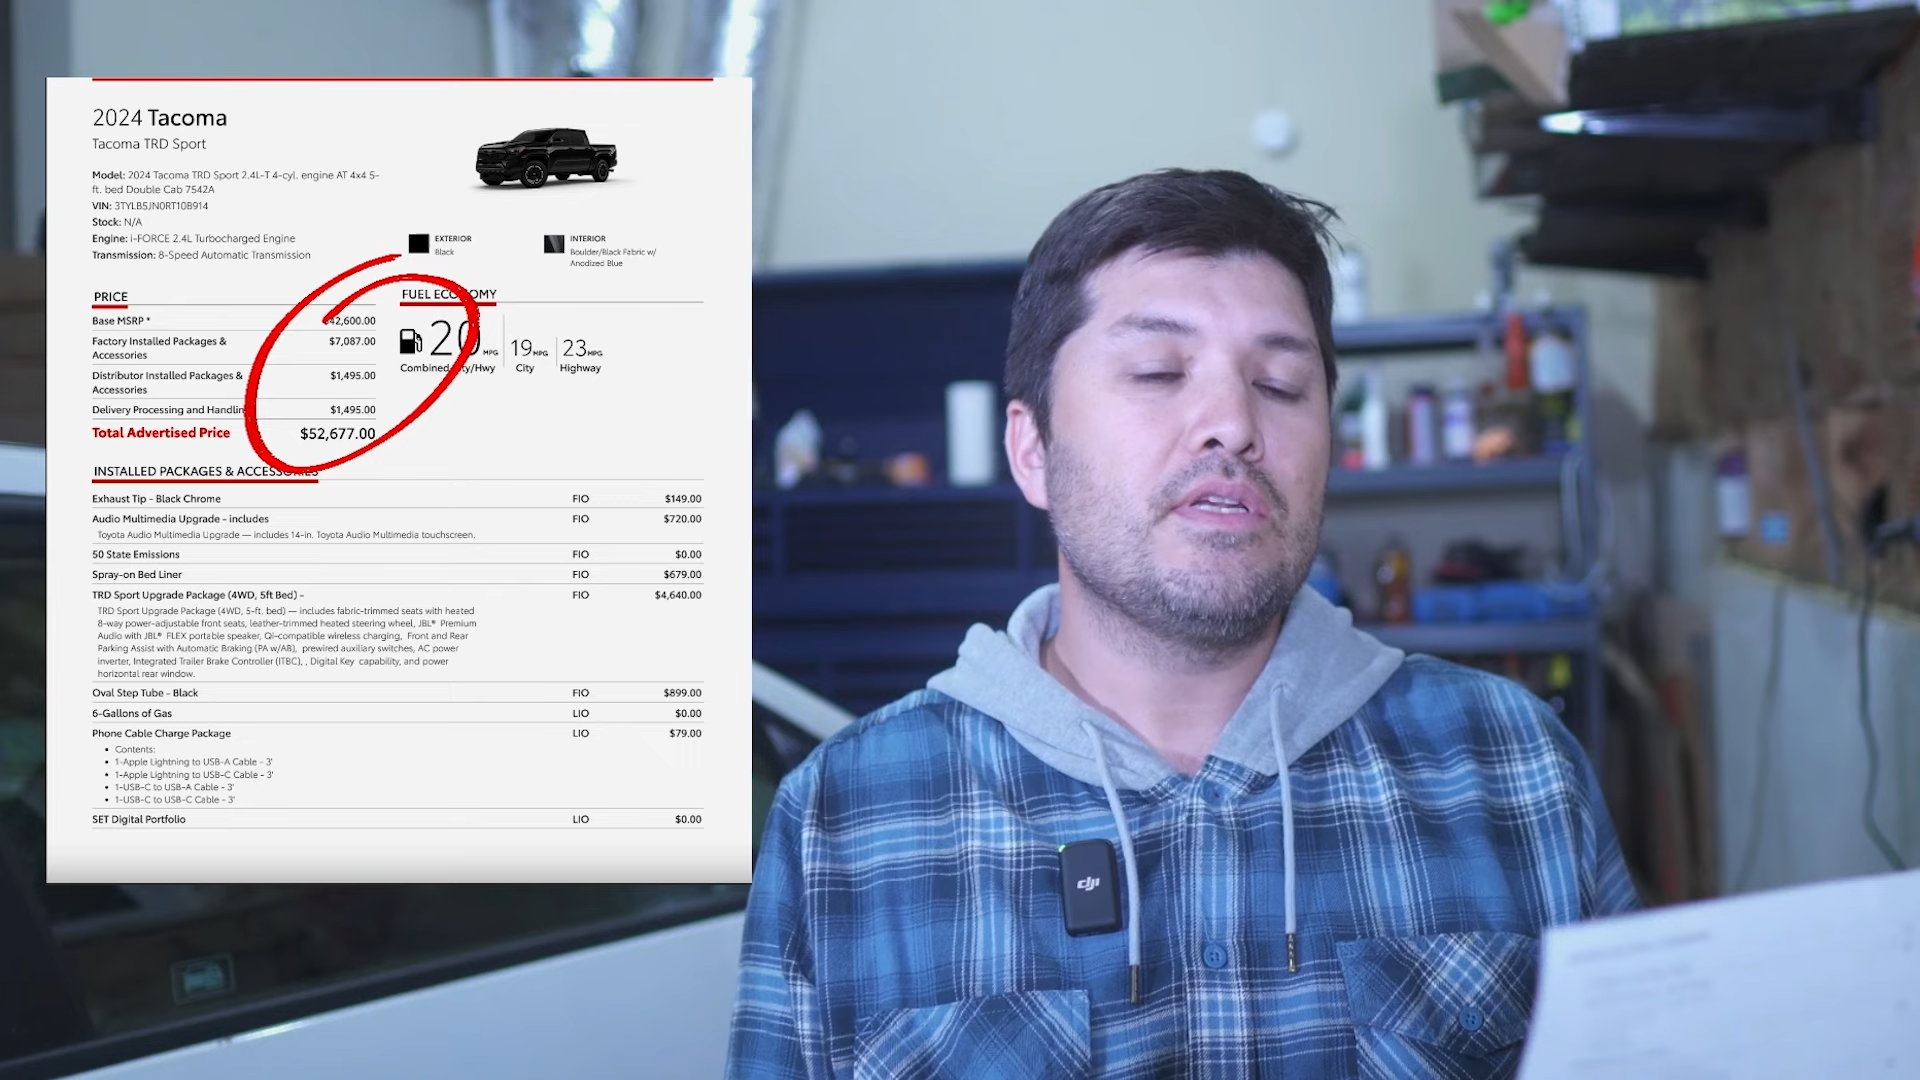 2024 Tacoma
Tacoma TRD Sport
Model: 2024 Tacoma TRD Sport 2.4L-T 4-cyl. engine AT 4x4 5-
ft. bed Double Cab 7542A
VIN: 3TYLB5JN0RT10B914
Stock: N/A
Engine: i-FORCE 2.4L Turbocharged Engine
Transmission: 8-Speed Automatic Transmission
EXTERIOR
Black
INTERIOR
Boulder/Black Fabric w/
Anodized Blue
PRICE
Base MSRP * $42,600.00
Factory Installed Packages & $7,087.00
Accessories
Distributor Installed Packages & $1,495.00
Accessories
Delivery Processing and Handling $1,495.00
Total Advertised Price $52,677.00
FUEL ECONOMY
20 MPG 19 MPG 23 MPG
Combined City/Hwy City Highway
INSTALLED PACKAGES & ACCESSORIES
Exhaust Tip - Black Chrome FIO $149.00
Audio Multimedia Upgrade - includes FIO $720.00
Toyota Audio Multimedia Upgrade — includes 14-in. Toyota Audio Multimedia touchscreen.
50 State Emissions FIO $0.00
Spray-on Bed Liner FIO $679.00
TRD Sport Upgrade Package (4WD, 5ft Bed) - FIO $4,640.00
TRD Sport Upgrade Package (4WD, 5-ft. bed) — includes fabric-trimmed seats with heated
8-way power-adjustable front seats, leather-trimmed heated steering wheel, JBL® Premium
Audio with JBL® FLEX portable speaker, Qi-compatible wireless charging, Front and Rear
Parking Assist with Automatic Braking (PA w/AB), prewired auxiliary switches, AC power
inverter, Integrated Trailer Brake Controller (ITBC), , Digital Key capability, and power
horizontal rear window.
Oval Step Tube - Black FIO $899.00
6-Gallons of Gas LIO $0.00
Phone Cable Charge Package LIO $79.00
• Contents:
• 1-Apple Lightning to USB-A Cable - 3'
• 1-Apple Lightning to USB-C Cable - 3'
• 1-USB-C to USB-A Cable - 3'
• 1-USB-C to USB-C Cable - 3'
SET Digital Portfolio LIO $0.00
dji